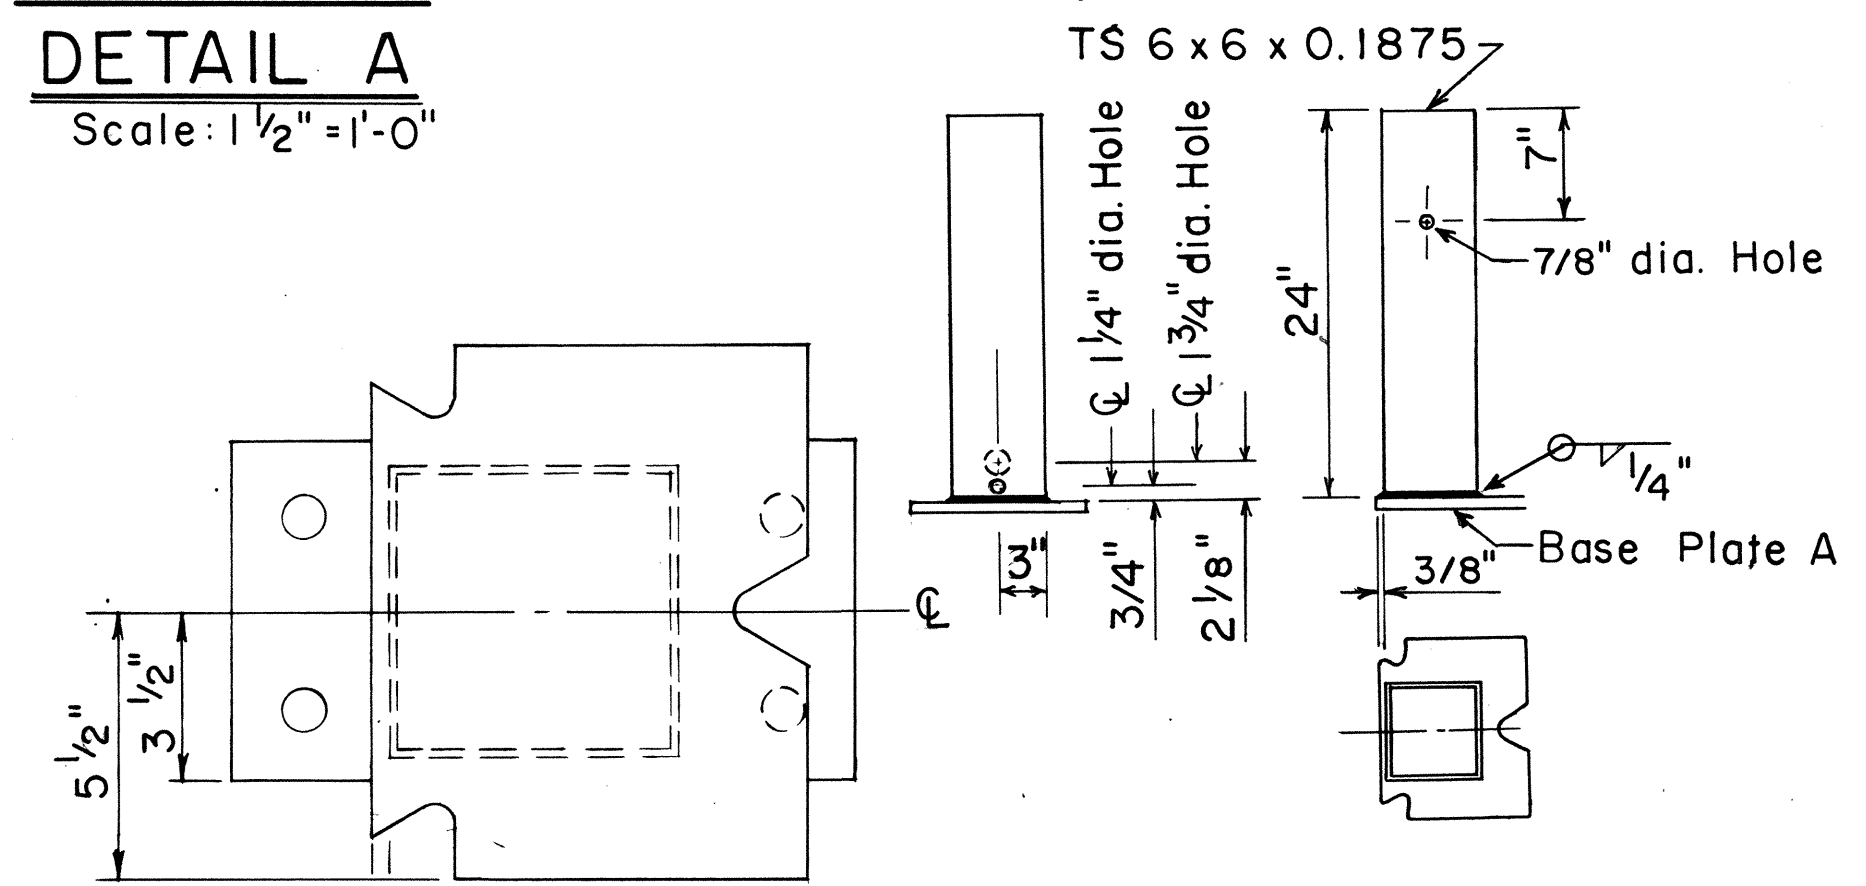 DETAIL A
Scale: 1 1/2" = 1'-0"
TS 6 x 6 x 0.1875
℄ 1 1/4" dia. Hole
℄ 1 3/4" dia. Hole
7"
24"
7/8" dia. Hole
1/4"
Base Plate A
3"
3/4"
2 1/8"
3/8"
℄
3 1/2"
5 1/2"